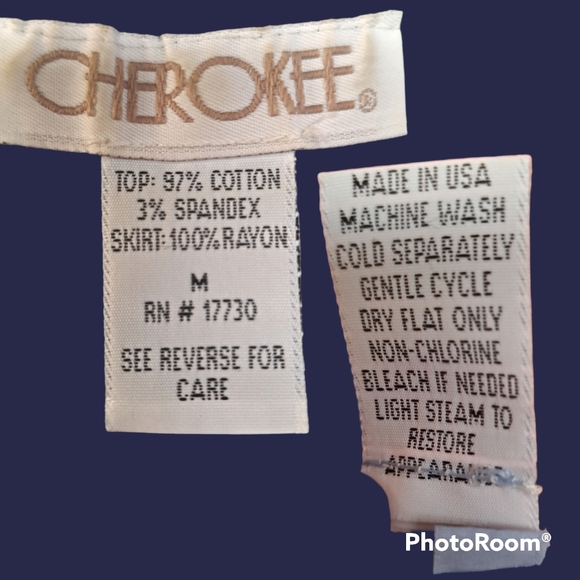 CHEROKEE®
TOP: 97% COTTON
3% SPANDEX
SKIRT: 100% RAYON
M
RN # 17730
SEE REVERSE FOR
CARE
MADE IN USA
MACHINE WASH
COLD SEPARATELY
GENTLE CYCLE
DRY FLAT ONLY
NON-CHLORINE
BLEACH IF NEEDED
LIGHT STEAM TO
RESTORE
APPEARANCE
PhotoRoom®